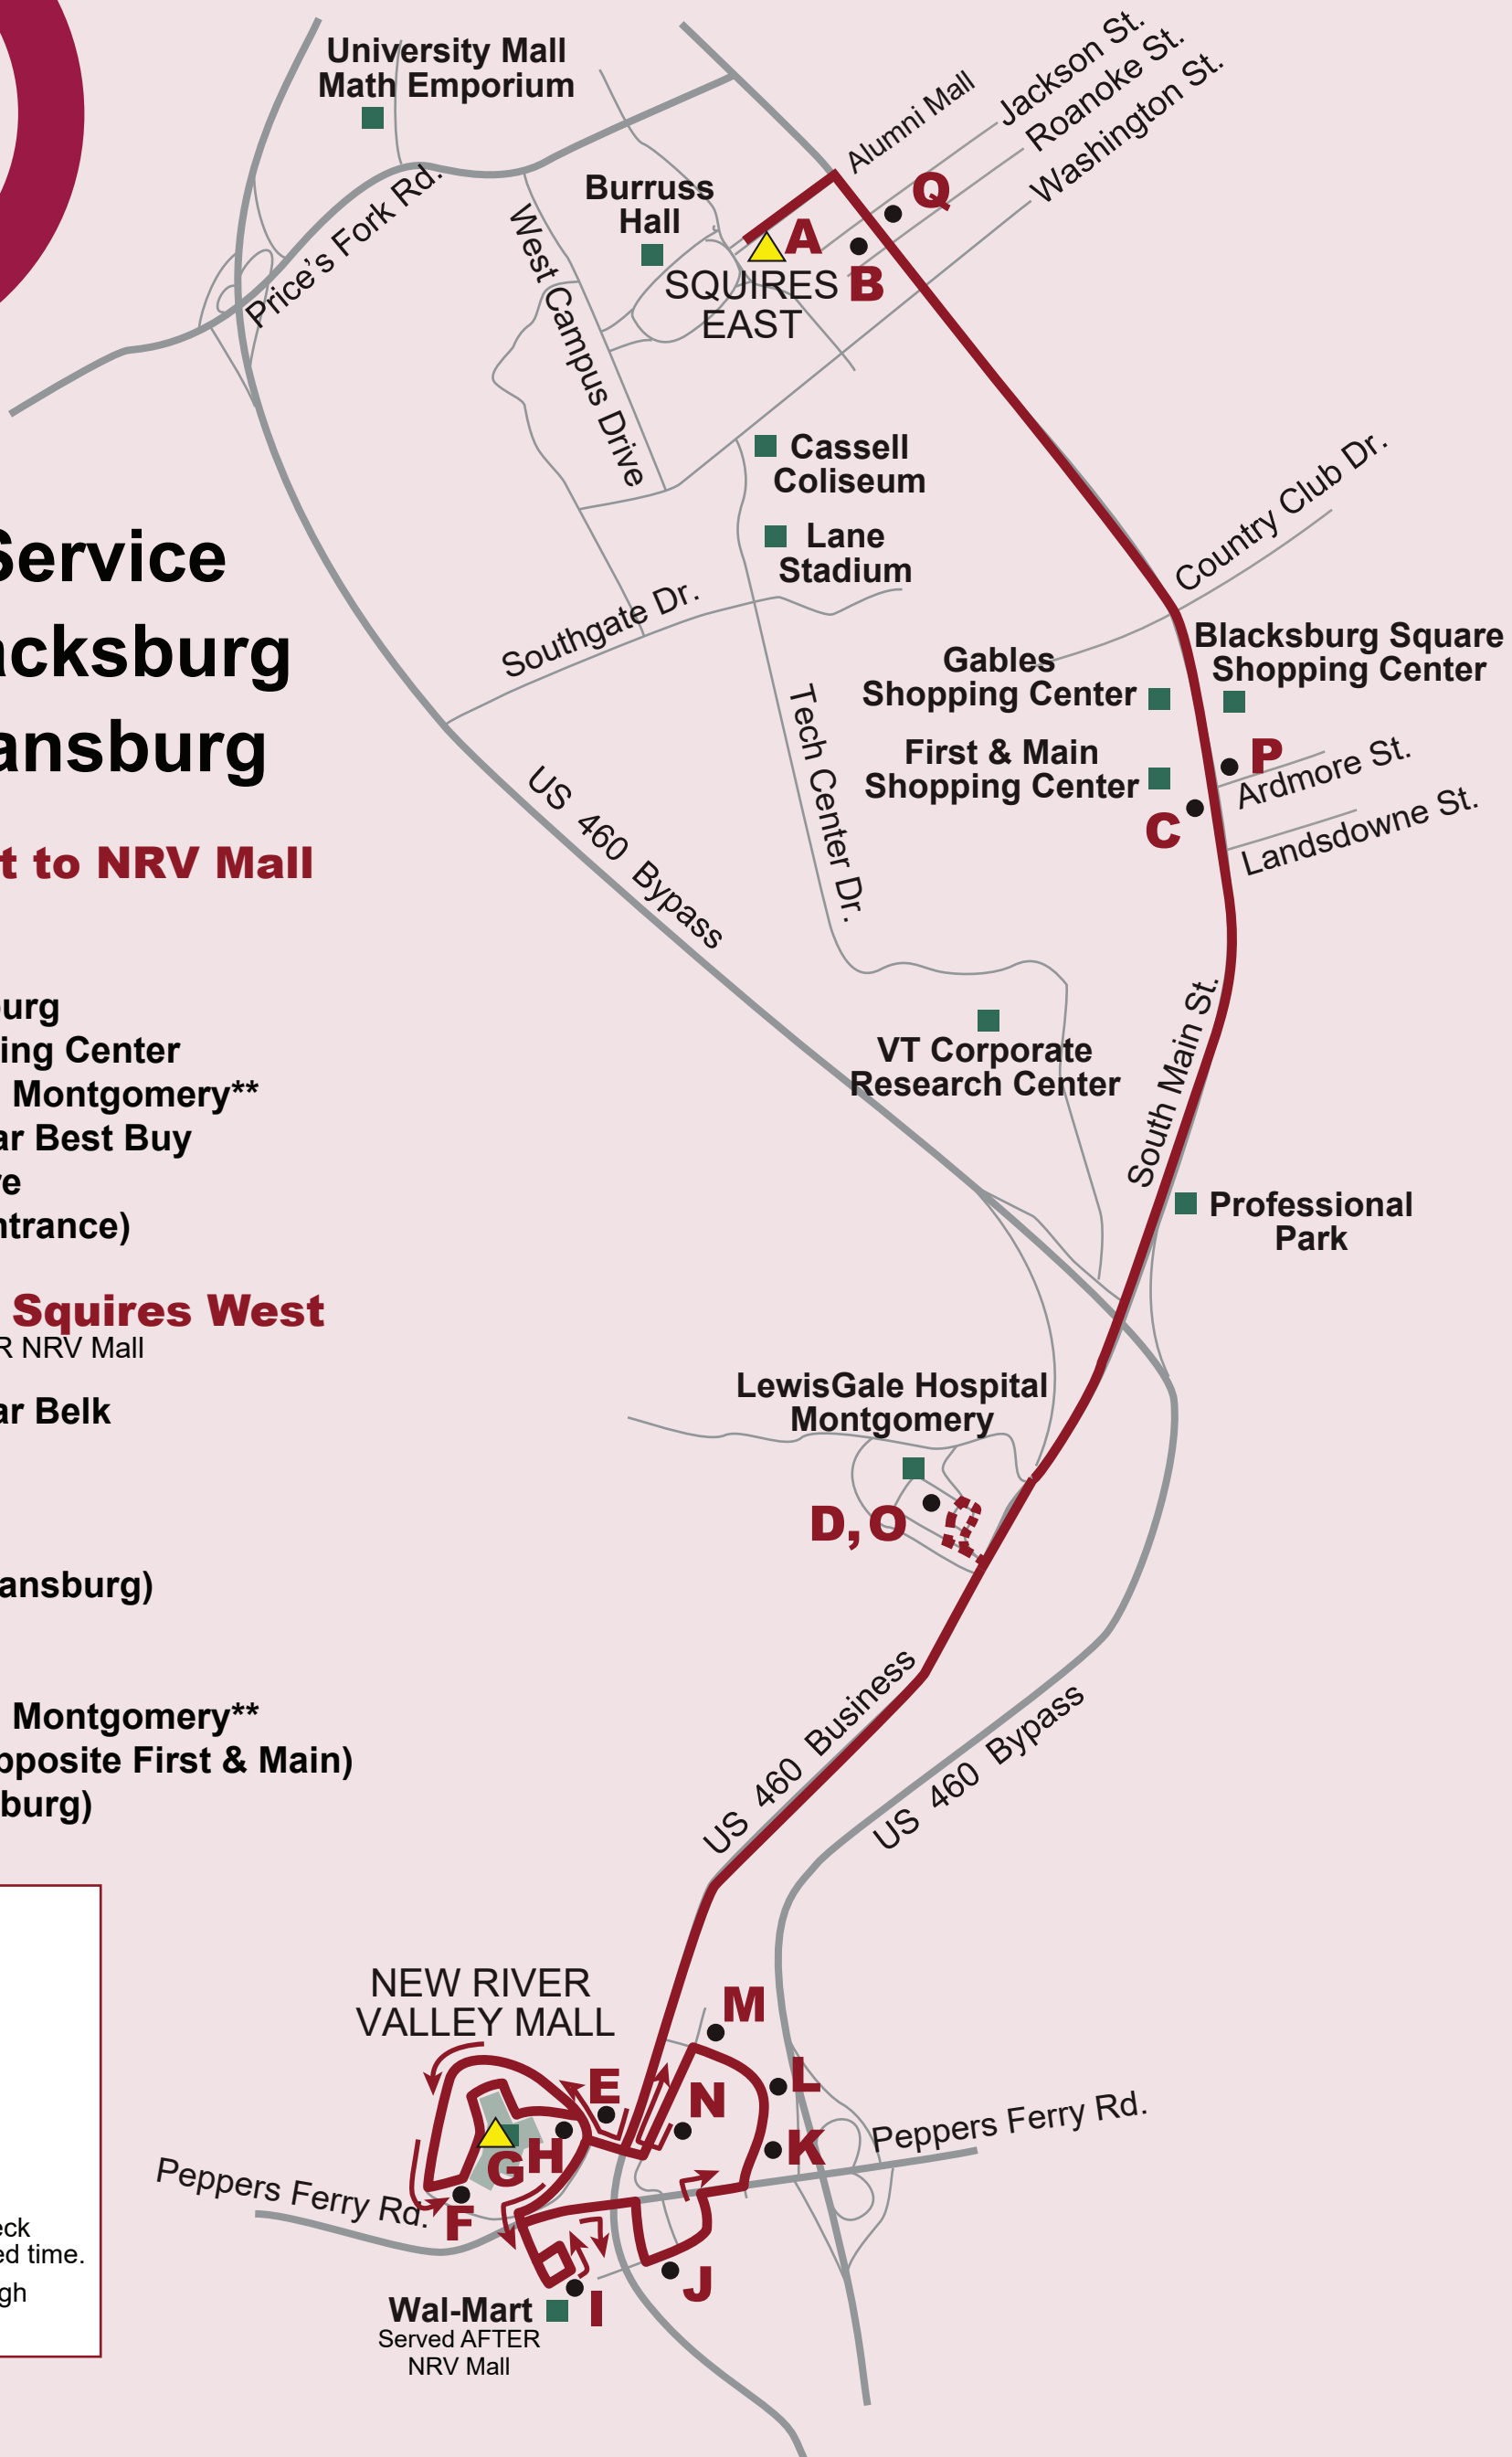 University Mall
Math Emporium
Price's Fork Rd.
Burruss
Hall
West Campus Drive
Alumni Mall
Jackson St.
Roanoke St.
Washington St.
Q
A
B
SQUIRES
EAST
Cassell
Coliseum
Lane
Stadium
Country Club Dr.
Southgate Dr.
Blacksburg Square
Shopping Center
Gables
Shopping Center
First & Main
Shopping Center
P
Ardmore St.
C
Landsdowne St.
Tech Center Dr.
US 460 Bypass
VT Corporate
Research Center
South Main St.
Professional
Park
LewisGale Hospital
Montgomery
D, O
US 460 Business
US 460 Bypass
NEW RIVER
VALLEY MALL
M
E
L
N
K
G
H
F
Peppers Ferry Rd.
Peppers Ferry Rd.
J
I
Wal-Mart
Served AFTER
NRV Mall
Service
acksburg
ansburg
t to NRV Mall
burg
ing Center
Montgomery**
ar Best Buy
re
ntrance)
Squires West
R NRV Mall
ar Belk
ansburg)
Montgomery**
pposite First & Main)
burg)
eck
ed time.
gh